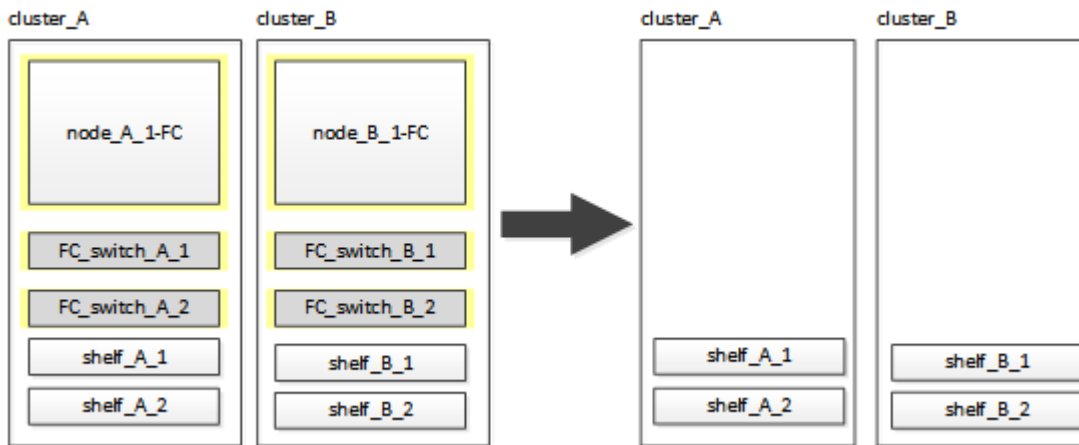 cluster_A
cluster_B
cluster_A
cluster_B
node_A_1-FC
node_B_1-FC
FC_switch_A_1
FC_switch_B_1
FC_switch_A_2
FC_switch_B_2
shelf_A_1
shelf_B_1
shelf_A_1
shelf_B_1
shelf_A_2
shelf_B_2
shelf_A_2
shelf_B_2